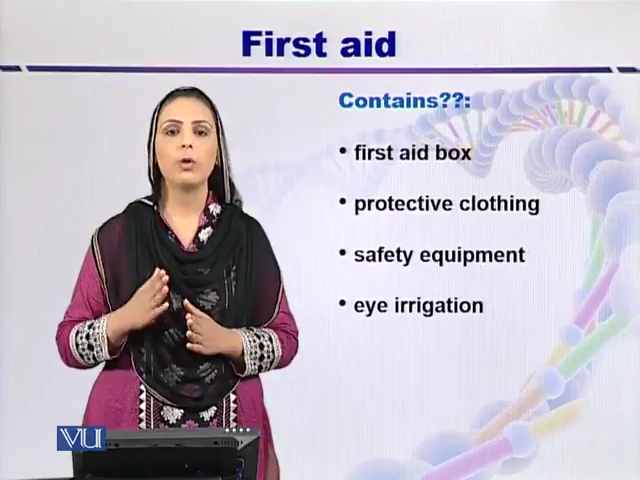 First aid
Contains??:
• first aid box
• protective clothing
• safety equipment
• eye irrigation
VU